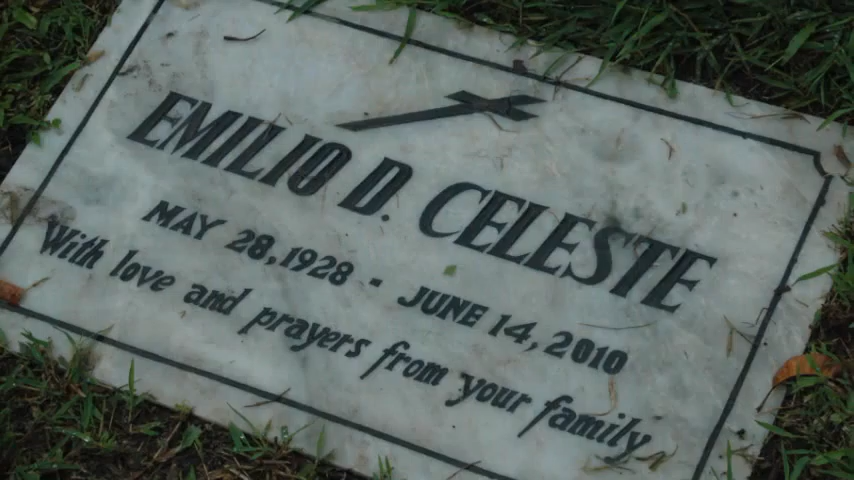 EMILIO D. CELESTE
MAY 28, 1928 - JUNE 14, 2010
With love and prayers from your family